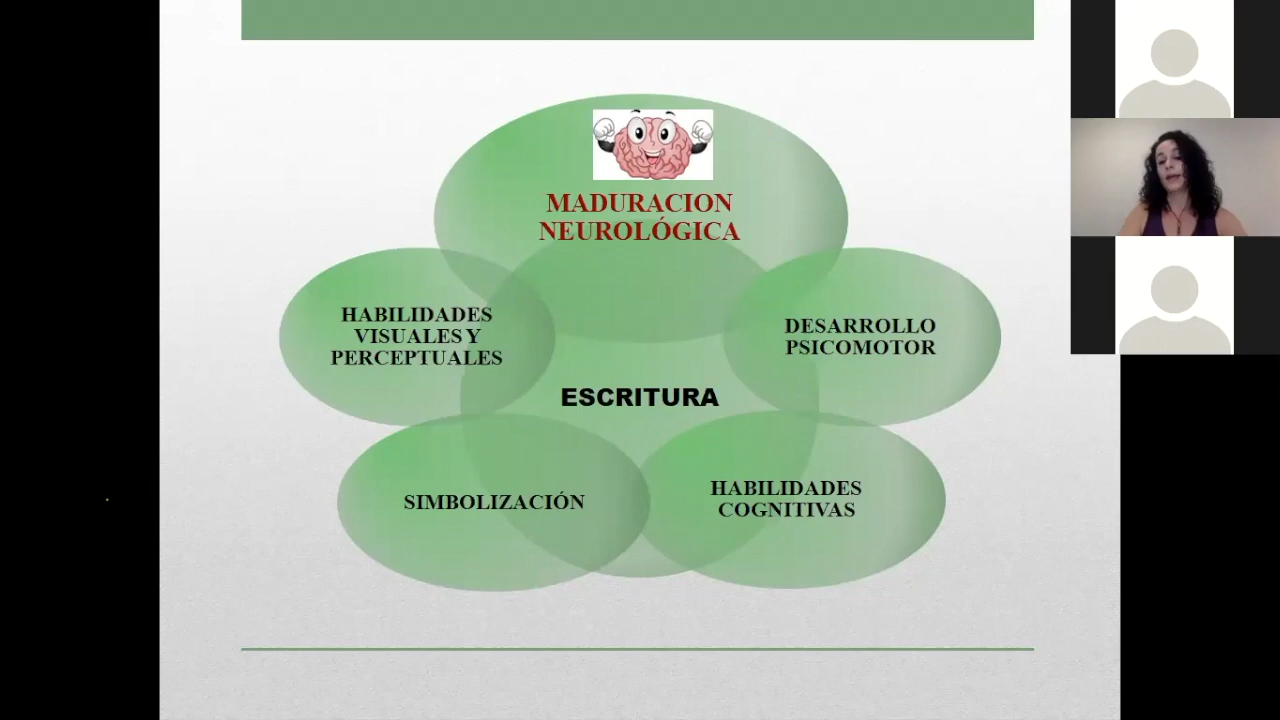 MADURACION
NEUROLÓGICA
HABILIDADES
VISUALES Y
PERCEPTUALES
DESARROLLO
PSICOMOTOR
ESCRITURA
SIMBOLIZACIÓN
HABILIDADES
COGNITIVAS